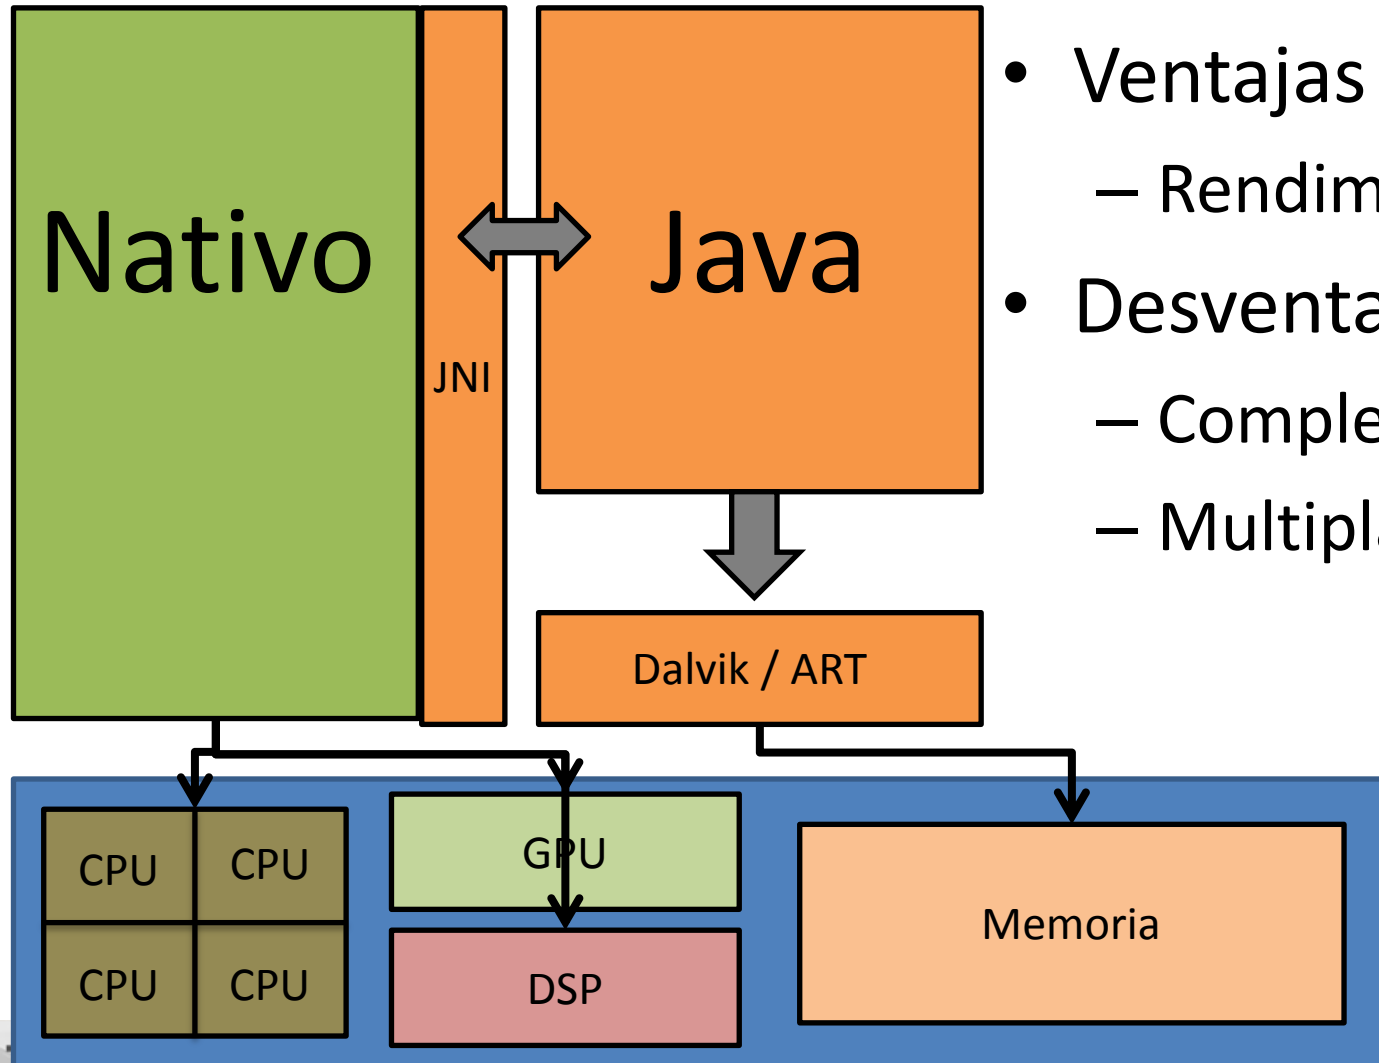 Nativo
JNI
Java
Dalvik / ART
CPU
CPU
CPU
CPU
GPU
DSP
Memoria
• Ventajas
– Rendim
• Desventa
– Comple
– Multipl